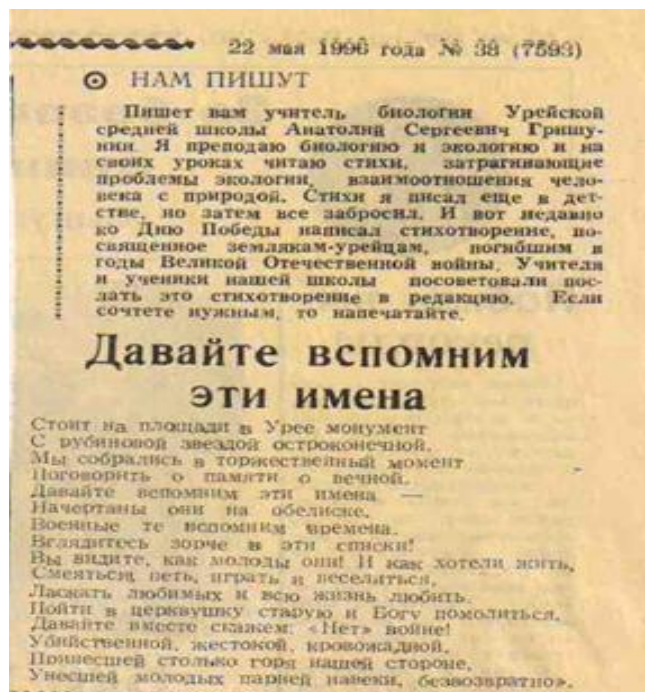 22 мая 1996 года № 38 (7593)
НАМ ПИШУТ
Пишет вам учитель биологии Урейской
средней школы Анатолий Сергеевич Гришу-
нин. Я преподаю биологию и экологию и на
своих уроках читаю стихи, затрагивающие
проблемы экологии, взаимоотношения чело-
века с природой. Стихи я писал еще в дет-
стве, но затем все забросил. И вот недавно
ко Дню Победы написал стихотворение, по-
священное землякам-урейцам, погибшим в
годы Великой Отечественной войны. Учителя
и ученики нашей школы посоветовали пос-
лать это стихотворение в редакцию. Если
сочтете нужным, то напечатайте.
Давайте вспомним
эти имена
Стоит на площади в Урее монумент
С рубиновой звездой остроконечной.
Мы собрались в торжественный момент
Поговорить о памяти о вечной.
Давайте вспомним эти имена —
Начертаны они на обелиске.
Военные те вспомним времена.
Вглядитесь зорче в эти списки!
Вы видите, как молоды они! И как хотели жить,
Смеяться, петь, играть и веселиться,
Ласкать любимых и всю жизнь любить.
Пойти в церквушку старую и Богу помолиться.
Давайте вместе скажем: «Нет» войне!
Убийственной, жестокой, кровожадной.
Принесшей столько горя нашей стороне,
Унесшей молодых парней навеки, безвозвратно».